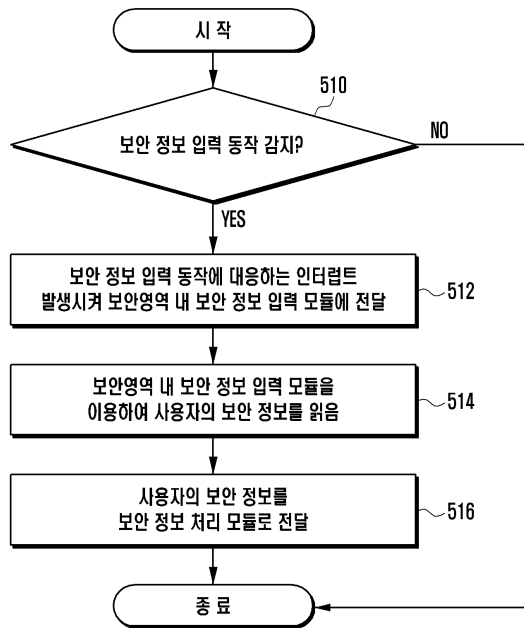 시 작
510
보안 정보 입력 동작 감지?
NO
YES
보안 정보 입력 동작에 대응하는 인터럽트
발생시켜 보안영역 내 보안 정보 입력 모듈에 전달
512
보안영역 내 보안 정보 입력 모듈을
이용하여 사용자의 보안 정보를 읽음
514
사용자의 보안 정보를
보안 정보 처리 모듈로 전달
516
종 료